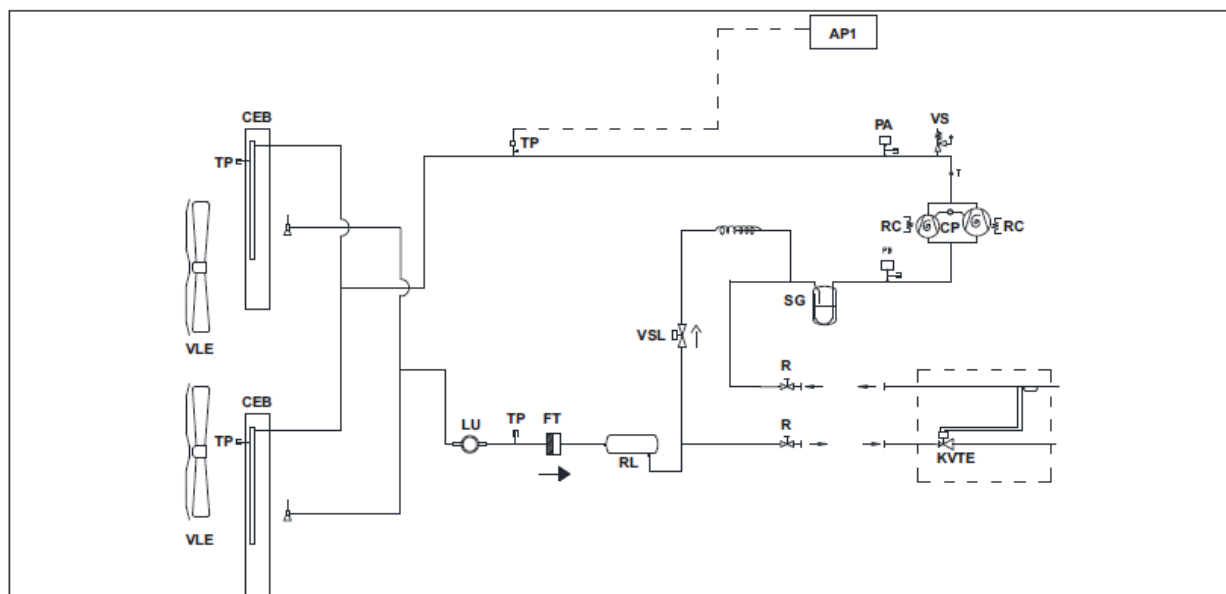 AP1
CEB
TP
TP
PA
VS
T
RC
CP
RC
PB
SG
VLE
VSL
R
CEB
TP
LU
TP
FT
RL
R
KVTE
VLE